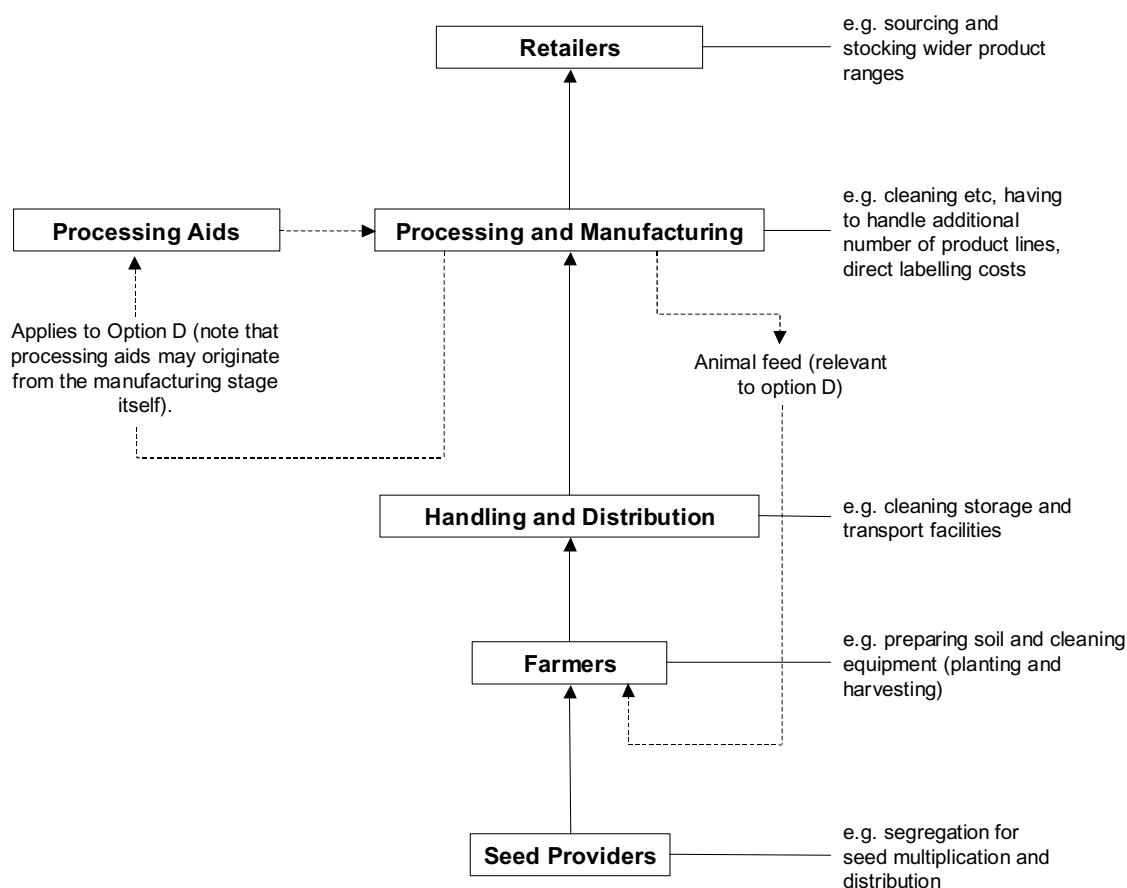 Retailers
e.g. sourcing and
stocking wider product
ranges
Processing Aids
Processing and Manufacturing
e.g. cleaning etc, having
to handle additional
number of product lines,
direct labelling costs
Applies to Option D (note that
processing aids may originate
from the manufacturing stage
itself).
Animal feed (relevant
to option D)
Handling and Distribution
e.g. cleaning storage and
transport facilities
Farmers
e.g. preparing soil and cleaning
equipment (planting and
harvesting)
Seed Providers
e.g. segregation for
seed multiplication and
distribution